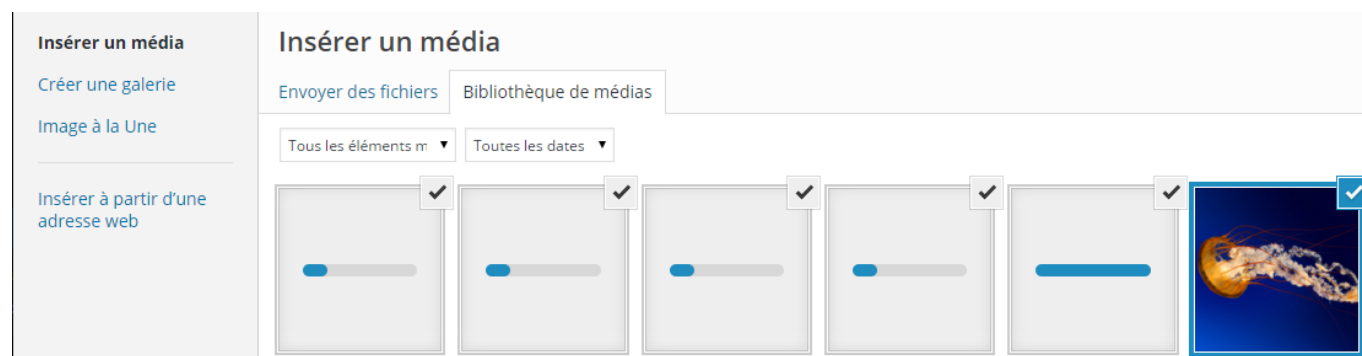 Insérer un média
Créer une galerie
Image à la Une
Insérer à partir d’une
adresse web
Insérer un média
Envoyer des fichiers
Bibliothèque de médias
Tous les éléments m
Toutes les dates